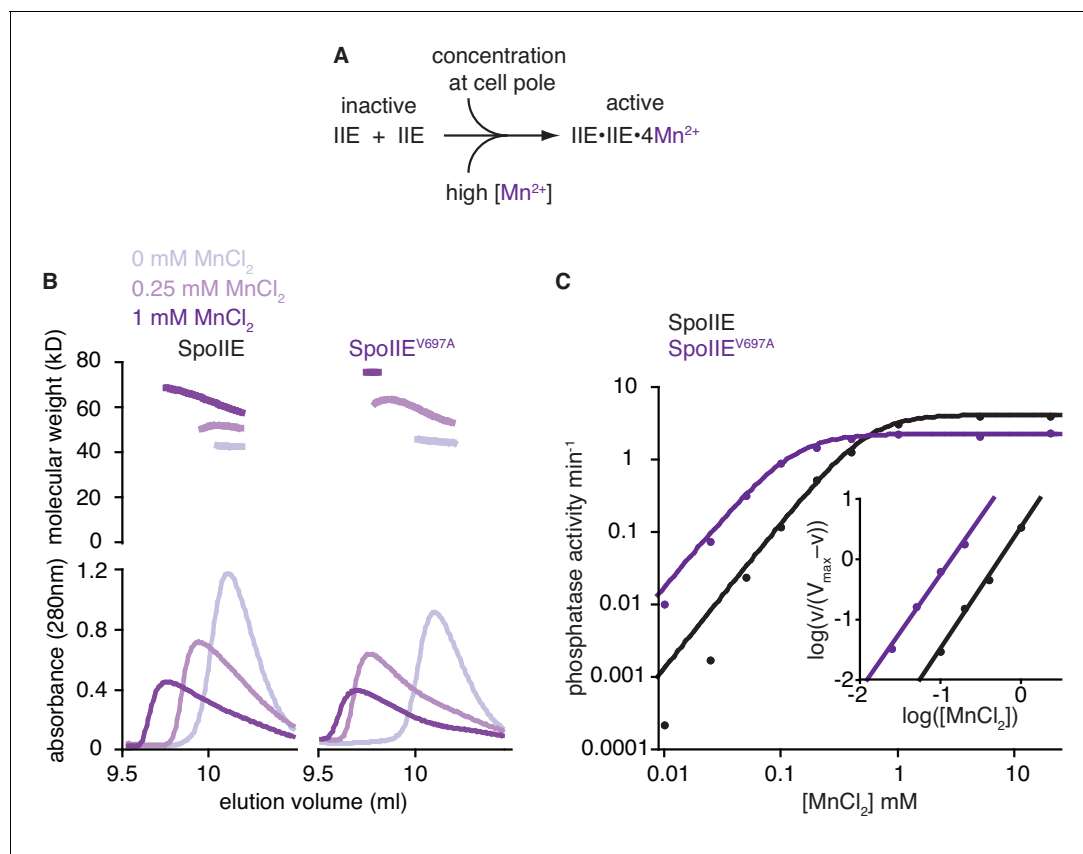 A
concentration
at cell pole
inactive
active
IIE + IIE
IIE•IIE•4Mn²⁺
high [Mn²⁺]
B
0 mM MnCl₂
0.25 mM MnCl₂
1 mM MnCl₂
SpoIIE
SpoIIE^V697A
molecular weight (kD)
80
60
40
20
0
absorbance (280nm)
1.2
0.8
0.4
0
9.5
10
9.5
10
elution volume (ml)
C
SpoIIE
SpoIIE^V697A
phosphatase activity min⁻¹
10
1
0.1
0.01
0.001
0.0001
0.01
0.1
1
10
[MnCl₂] mM
log(v/(Vₘₐₓ–v))
1
0
-1
-2
-2
-1
0
log([MnCl₂])